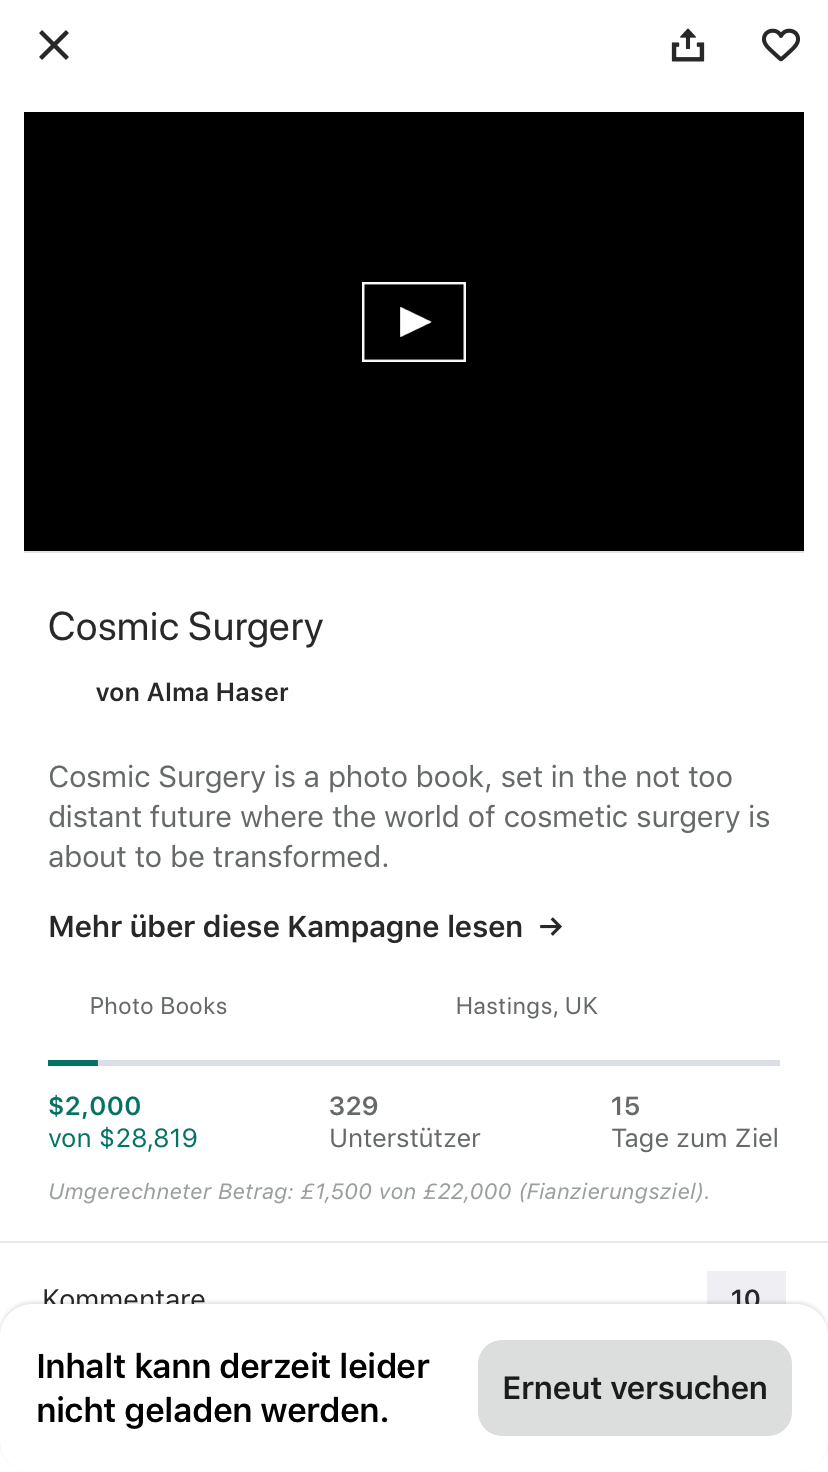 Cosmic Surgery
von Alma Haser
Cosmic Surgery is a photo book, set in the not too
distant future where the world of cosmetic surgery is
about to be transformed.
Mehr über diese Kampagne lesen →
Photo Books
Hastings, UK
$2,000
von $28,819
329
Unterstützer
15
Tage zum Ziel
Umgerechneter Betrag: £1,500 von £22,000 (Fianzierungsziel).
Kommentare
10
Inhalt kann derzeit leider
nicht geladen werden.
Erneut versuchen